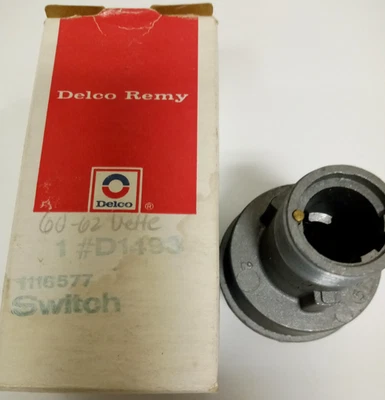 Delco Remy
Delco ®
60-62 Vette
1 #D1493
1116577
Switch